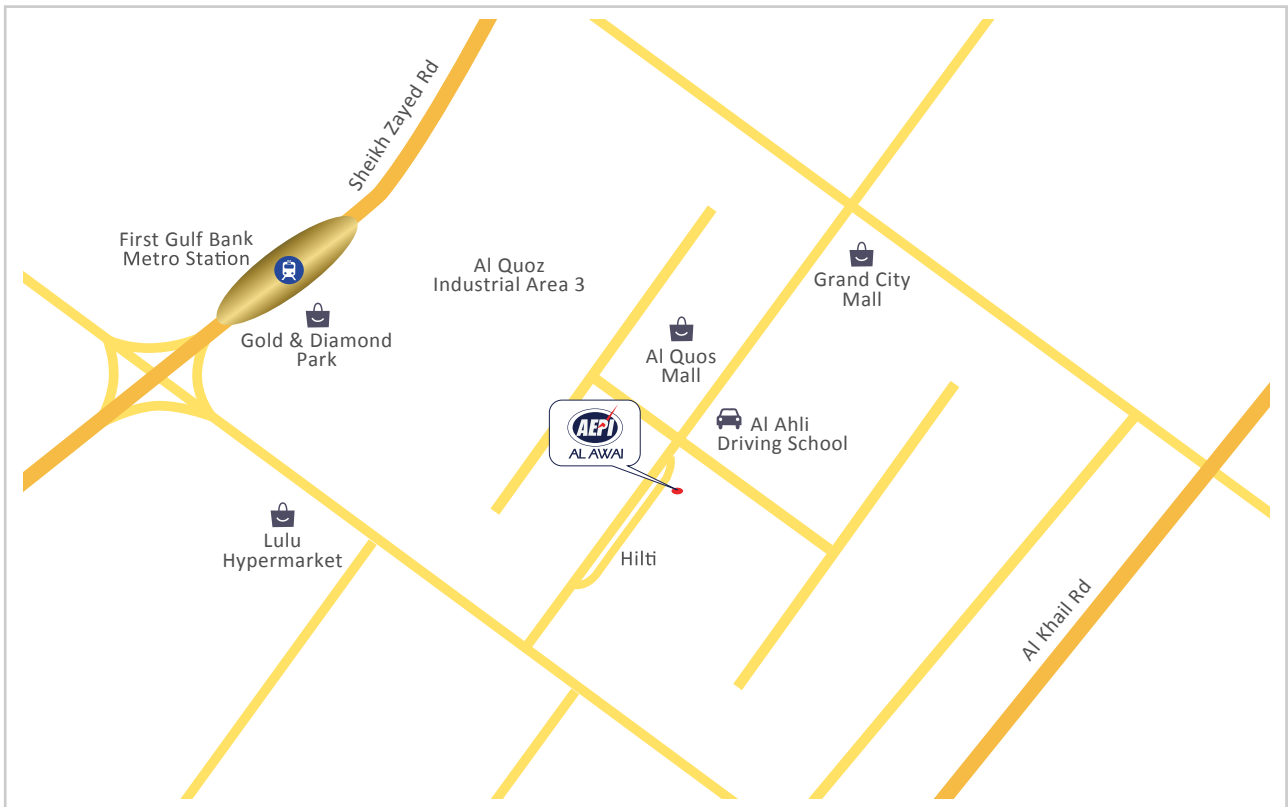 Sheikh Zayed Rd
First Gulf Bank
Metro Station
Al Quoz
Industrial Area 3
Grand City
Mall
Gold & Diamond
Park
Al Quos
Mall
AEPI
AL AWAI
Al Ahli
Driving School
Lulu
Hypermarket
Hilti
Al Khail Rd